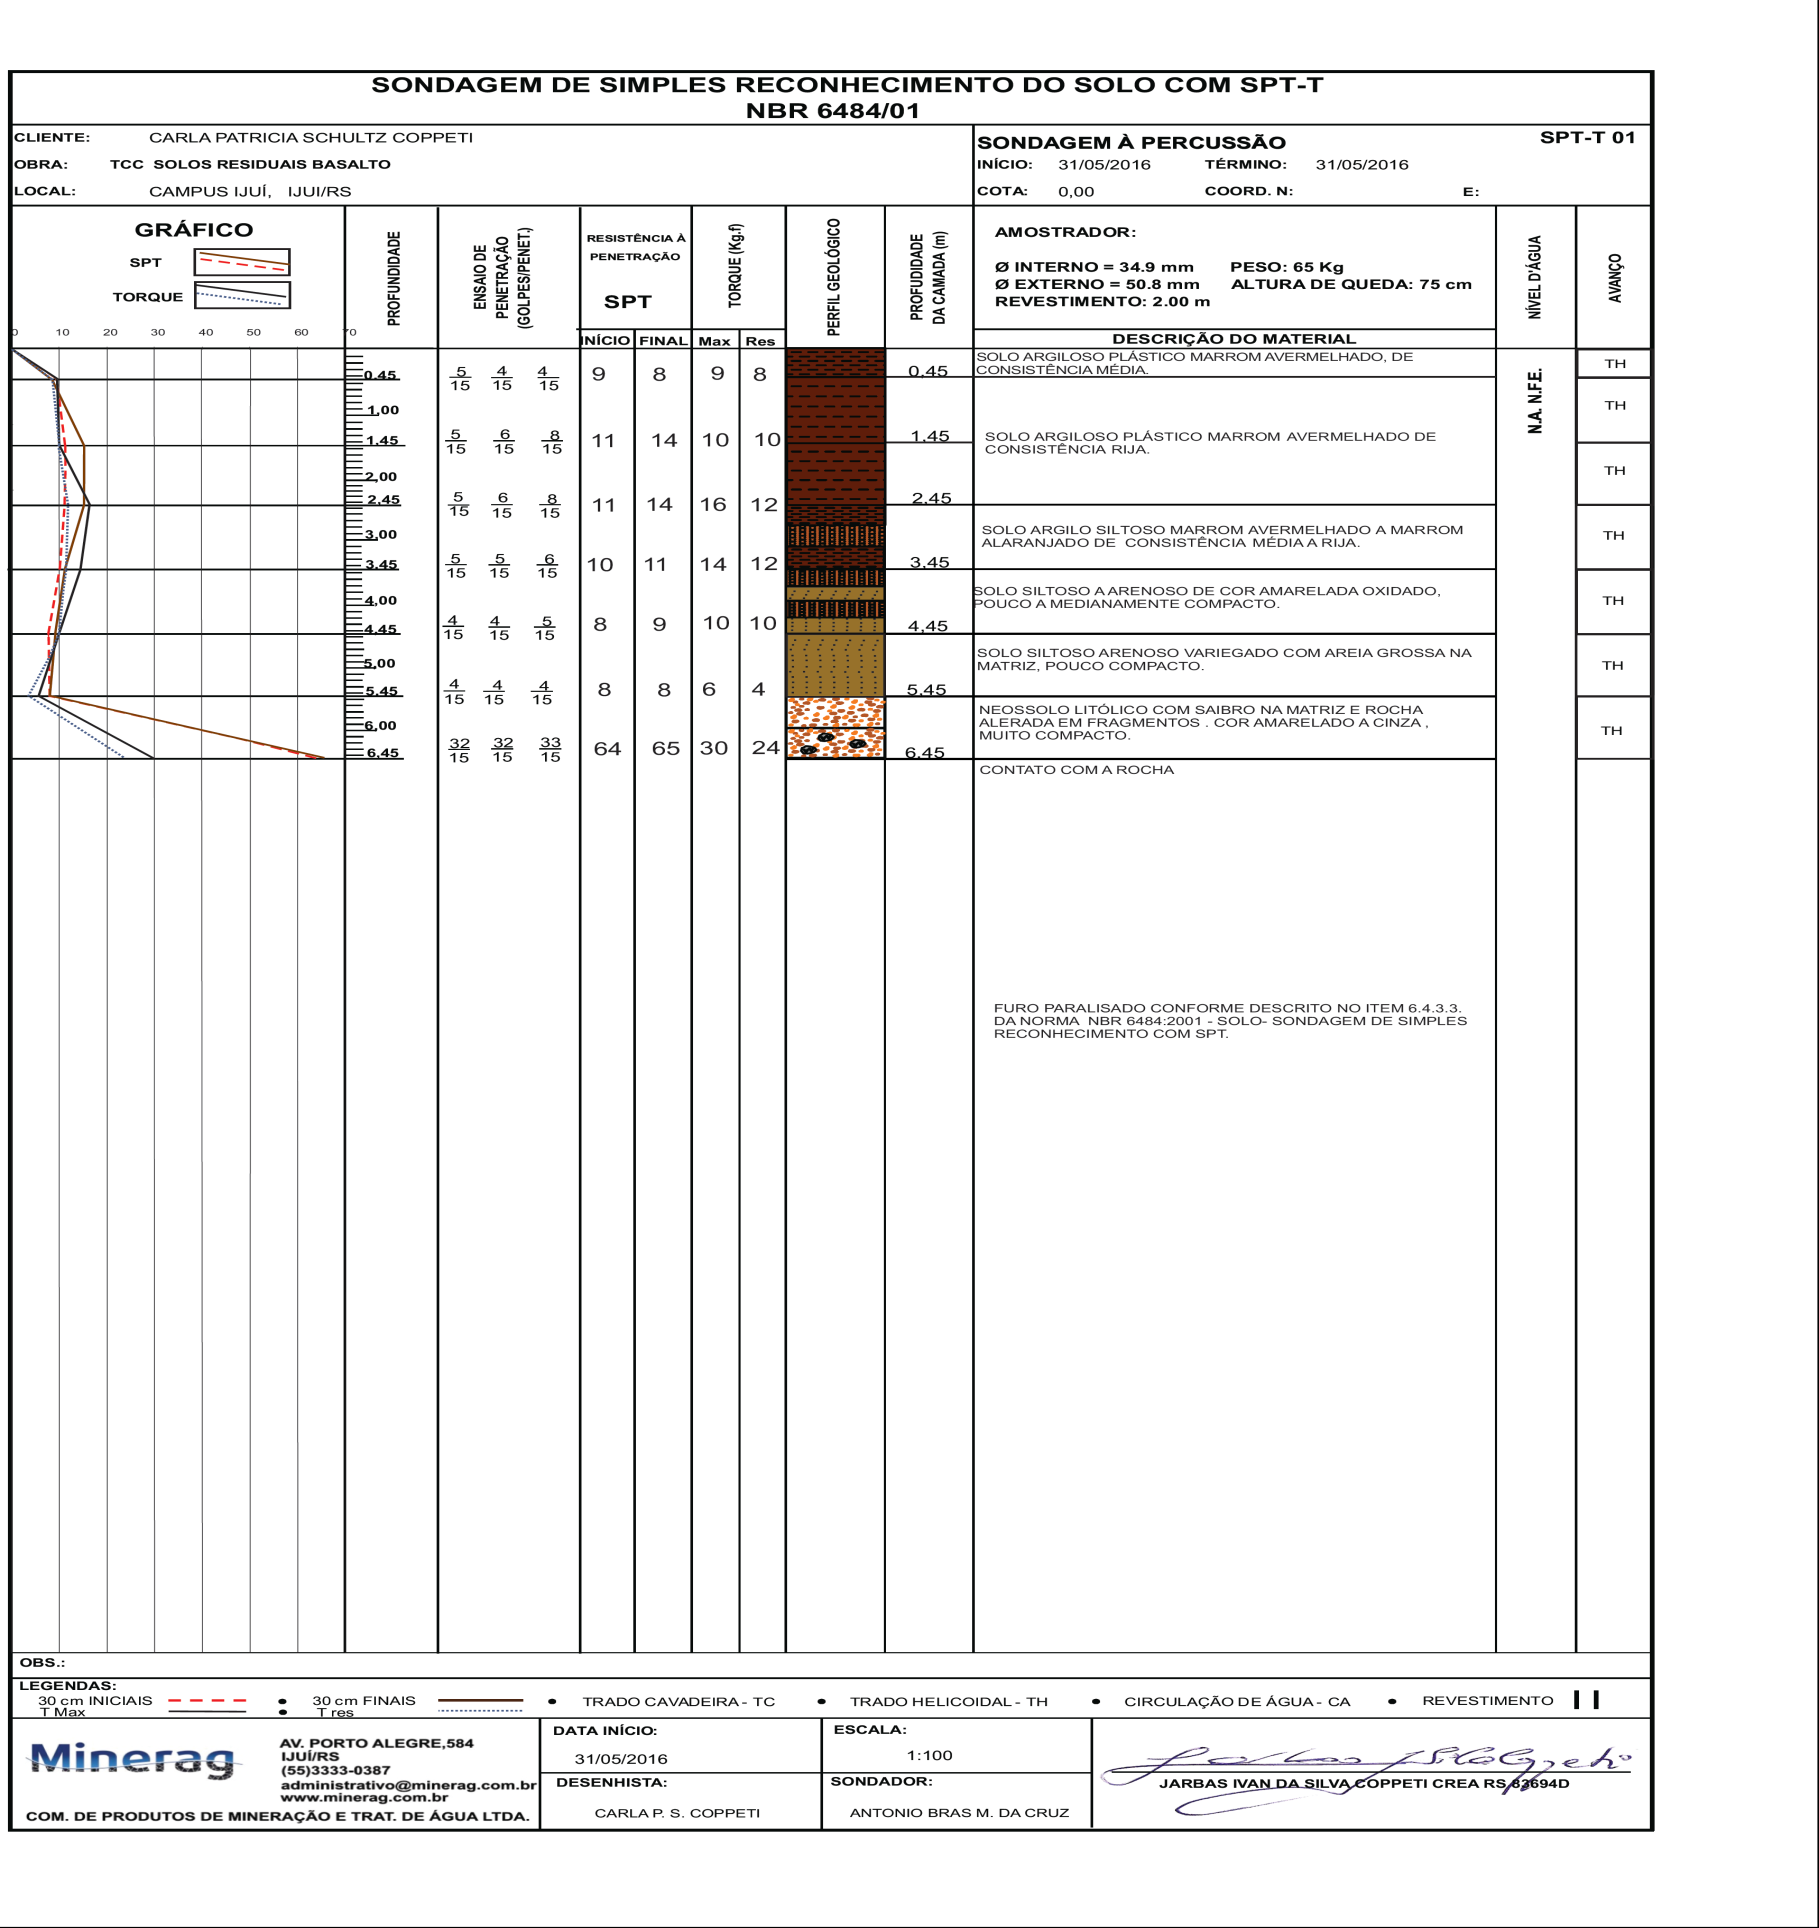 SONDAGEM DE SIMPLES RECONHECIMENTO DO SOLO COM SPT-T
NBR 6484/01
CLIENTE: CARLA PATRICIA SCHULTZ COPPETI
OBRA: TCC SOLOS RESIDUAIS BASALTO
LOCAL: CAMPUS IJUÍ, IJUI/RS
SONDAGEM À PERCUSSÃO SPT-T 01
INÍCIO: 31/05/2016 TÉRMINO: 31/05/2016
COTA: 0,00 COORD. N: E:
GRÁFICO
SPT
TORQUE
0 10 20 30 40 50 60 70
PROFUNDIDADE
ENSAIO DE
PENETRAÇÃO
(GOLPES/PENET.)
RESISTÊNCIA À
PENETRAÇÃO
SPT
INÍCIO FINAL
TORQUE (Kg.f)
Max Res
PERFIL GEOLÓGICO
PROFUDIDADE
DA CAMADA (m)
AMOSTRADOR:
Ø INTERNO = 34.9 mm PESO: 65 Kg
Ø EXTERNO = 50.8 mm ALTURA DE QUEDA: 75 cm
REVESTIMENTO: 2.00 m
DESCRIÇÃO DO MATERIAL
NÍVEL D'ÁGUA
AVANÇO
0,45 5/15 4/15 4/15 9 8 9 8 0,45
SOLO ARGILOSO PLÁSTICO MARROM AVERMELHADO, DE
CONSISTÊNCIA MÉDIA.
N.A. N.F.E.
TH
1,00
TH
1,45 5/15 6/15 8/15 11 14 10 10 1,45
SOLO ARGILOSO PLÁSTICO MARROM AVERMELHADO DE
CONSISTÊNCIA RIJA.
TH
2,00
2,45 5/15 6/15 8/15 11 14 16 12 2,45
3,00
SOLO ARGILO SILTOSO MARROM AVERMELHADO A MARROM
ALARANJADO DE CONSISTÊNCIA MÉDIA A RIJA.
TH
3,45 5/15 5/15 6/15 10 11 14 12 3,45
4,00
SOLO SILTOSO A ARENOSO DE COR AMARELADA OXIDADO,
POUCO A MEDIANAMENTE COMPACTO.
TH
4,45 4/15 4/15 5/15 8 9 10 10 4,45
5,00
SOLO SILTOSO ARENOSO VARIEGADO COM AREIA GROSSA NA
MATRIZ, POUCO COMPACTO.
TH
5,45 4/15 4/15 4/15 8 8 6 4 5,45
6,00
NEOSSOLO LITÓLICO COM SAIBRO NA MATRIZ E ROCHA
ALERADA EM FRAGMENTOS . COR AMARELADO A CINZA ,
MUITO COMPACTO.
TH
6,45 32/15 32/15 33/15 64 65 30 24 6,45
CONTATO COM A ROCHA
FURO PARALISADO CONFORME DESCRITO NO ITEM 6.4.3.3.
DA NORMA NBR 6484:2001 - SOLO- SONDAGEM DE SIMPLES
RECONHECIMENTO COM SPT.
OBS.:
LEGENDAS:
30 cm INICIAIS • 30 cm FINAIS • TRADO CAVADEIRA - TC • TRADO HELICOIDAL - TH • CIRCULAÇÃO DE ÁGUA - CA • REVESTIMENTO
T Max • T res
Minerag
AV. PORTO ALEGRE,584
IJUÍ/RS
(55)3333-0387
administrativo@minerag.com.br
www.minerag.com.br
COM. DE PRODUTOS DE MINERAÇÃO E TRAT. DE ÁGUA LTDA.
DATA INÍCIO:
31/05/2016
ESCALA:
1:100
DESENHISTA:
CARLA P. S. COPPETI
SONDADOR:
ANTONIO BRAS M. DA CRUZ
JARBAS IVAN DA SILVA COPPETI CREA RS 83694D